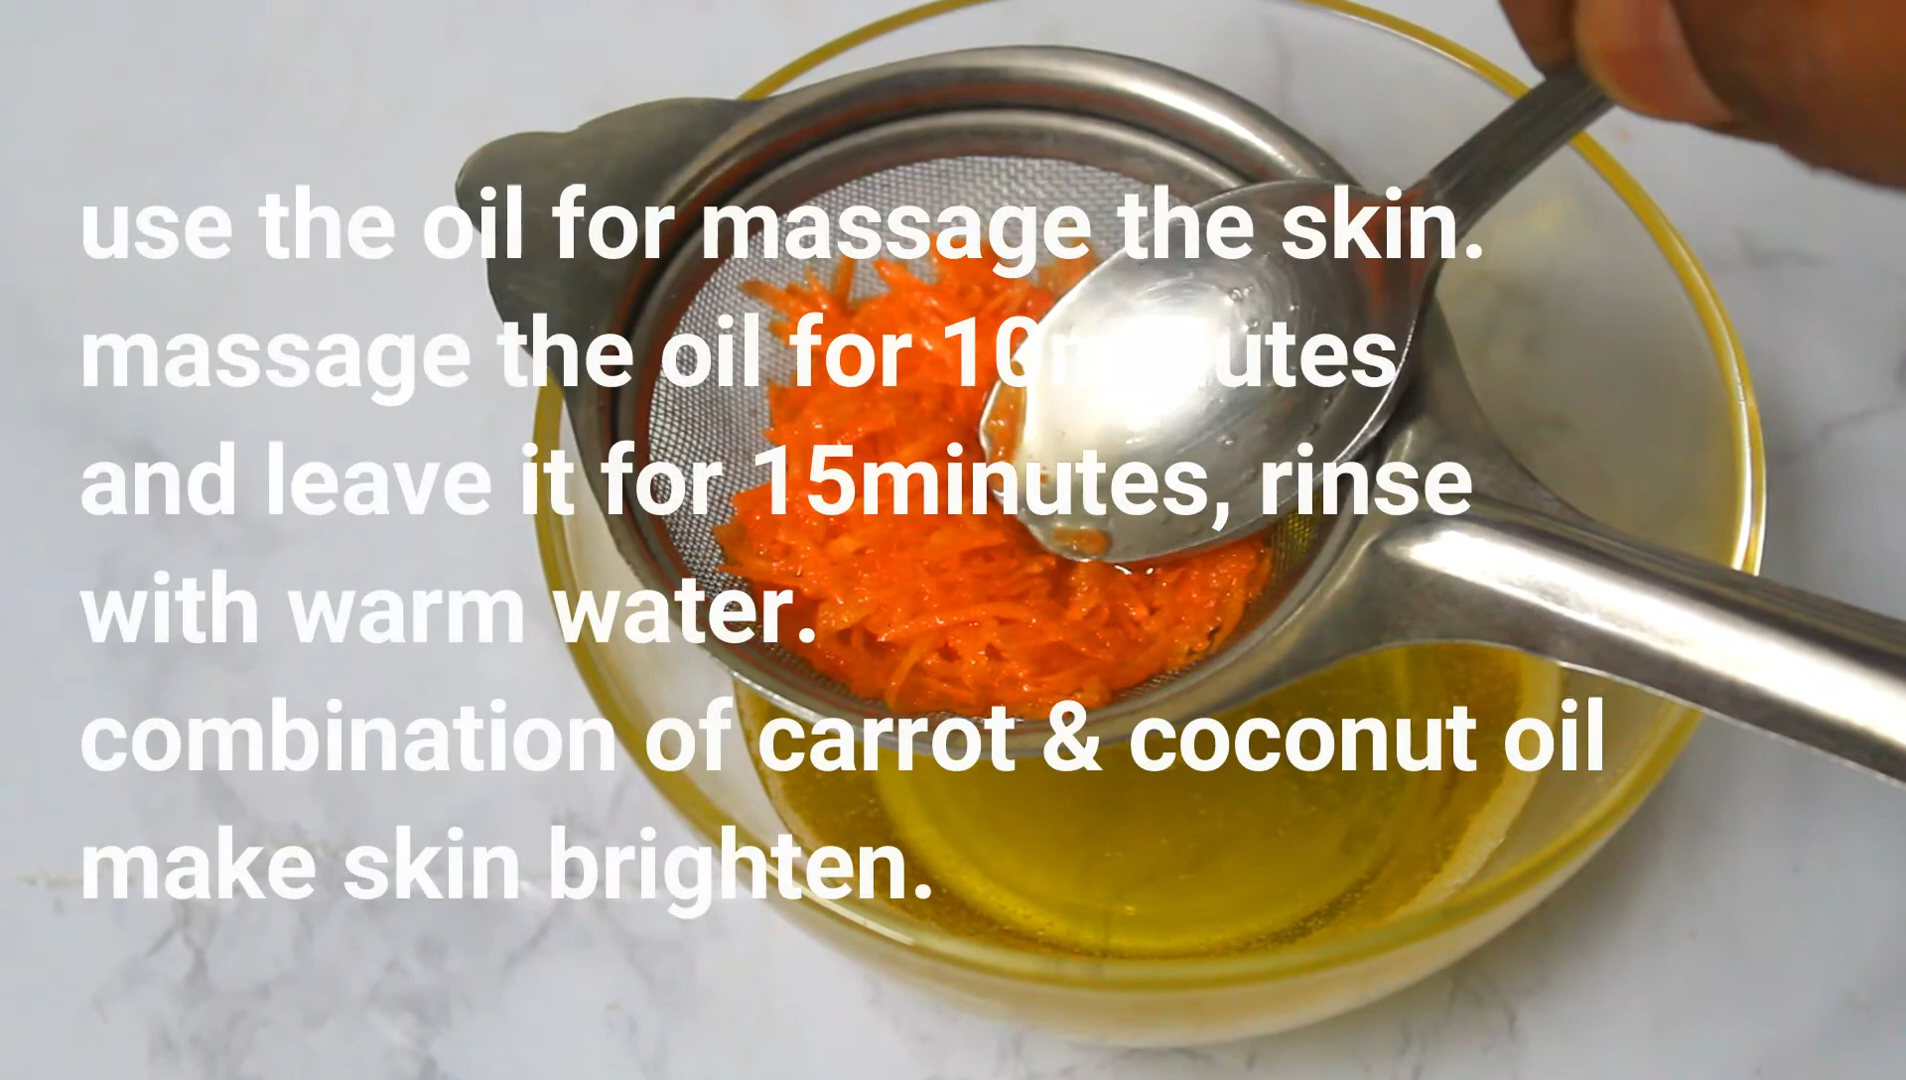 use the oil for massage the skin.
massage the oil for 10minutes
and leave it for 15minutes, rinse
with warm water.
combination of carrot & coconut oil
make skin brighten.